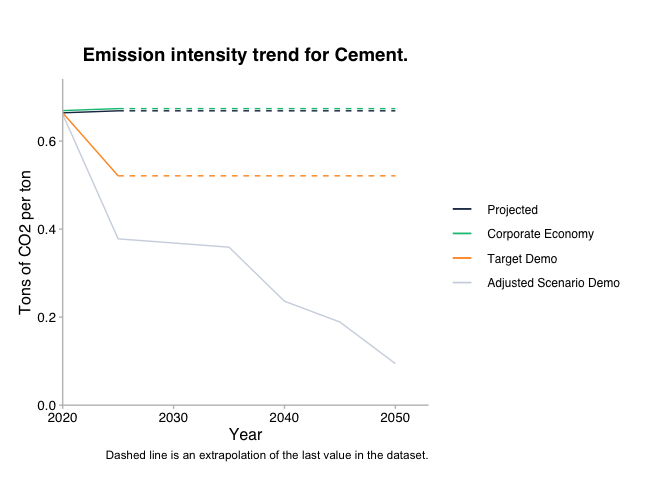 Emission intensity trend for Cement.
Tons of CO2 per ton
0.6
0.4
0.2
0.0
2020 2030 2040 2050
Year
Projected
Corporate Economy
Target Demo
Adjusted Scenario Demo
Dashed line is an extrapolation of the last value in the dataset.